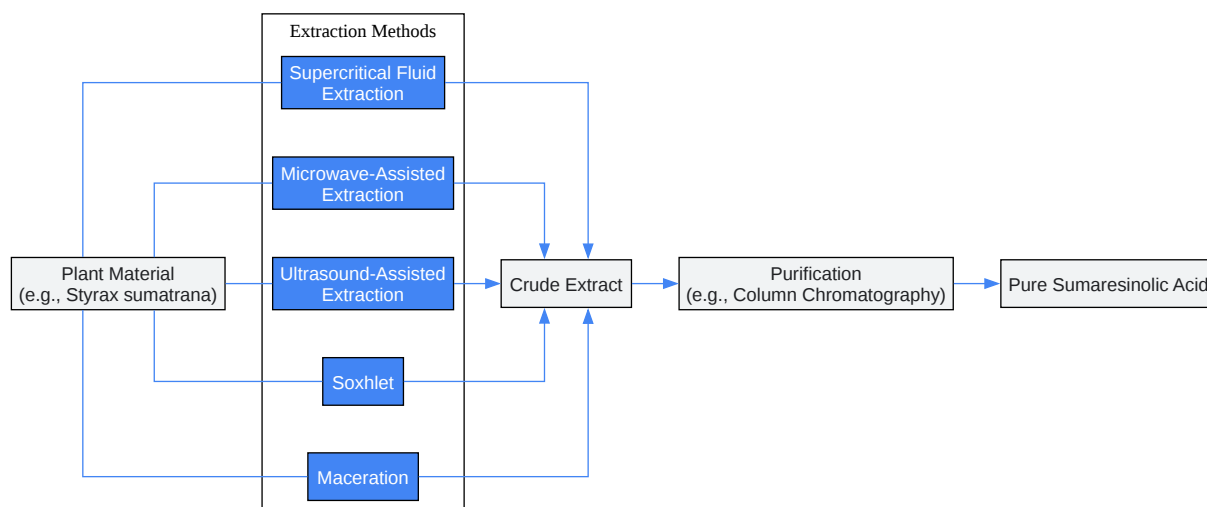 Extraction Methods
Supercritical Fluid
Extraction
Microwave-Assisted
Extraction
Plant Material
(e.g., Styrax sumatrana)
Ultrasound-Assisted
Extraction
Crude Extract
Purification
(e.g., Column Chromatography)
Pure Sumaresinolic Acid
Soxhlet
Maceration